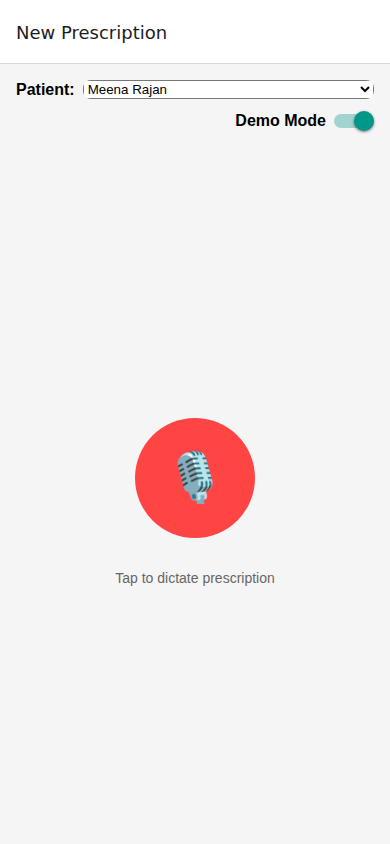 New Prescription
Patient: Meena Rajan
Demo Mode
Tap to dictate prescription